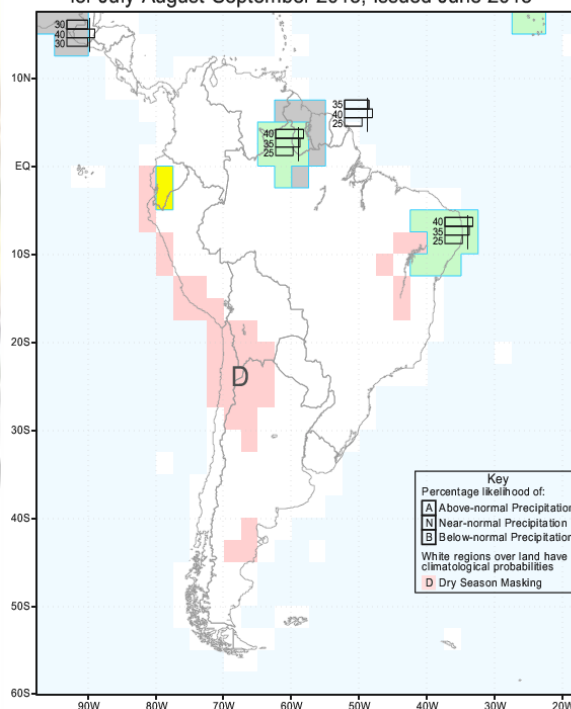 for July-August-September 2018, issued June 2018
30
40
30
35
40
25
40
35
25
40
35
25
10N
EQ
10S
20S
30S
40S
50S
60S
D
Key
Percentage likelihood of:
A Above-normal Precipitation
N Near-normal Precipitation
B Below-normal Precipitation
White regions over land have
climatological probabilities
D Dry Season Masking
90W 80W 70W 60W 50W 40W 30W 20W